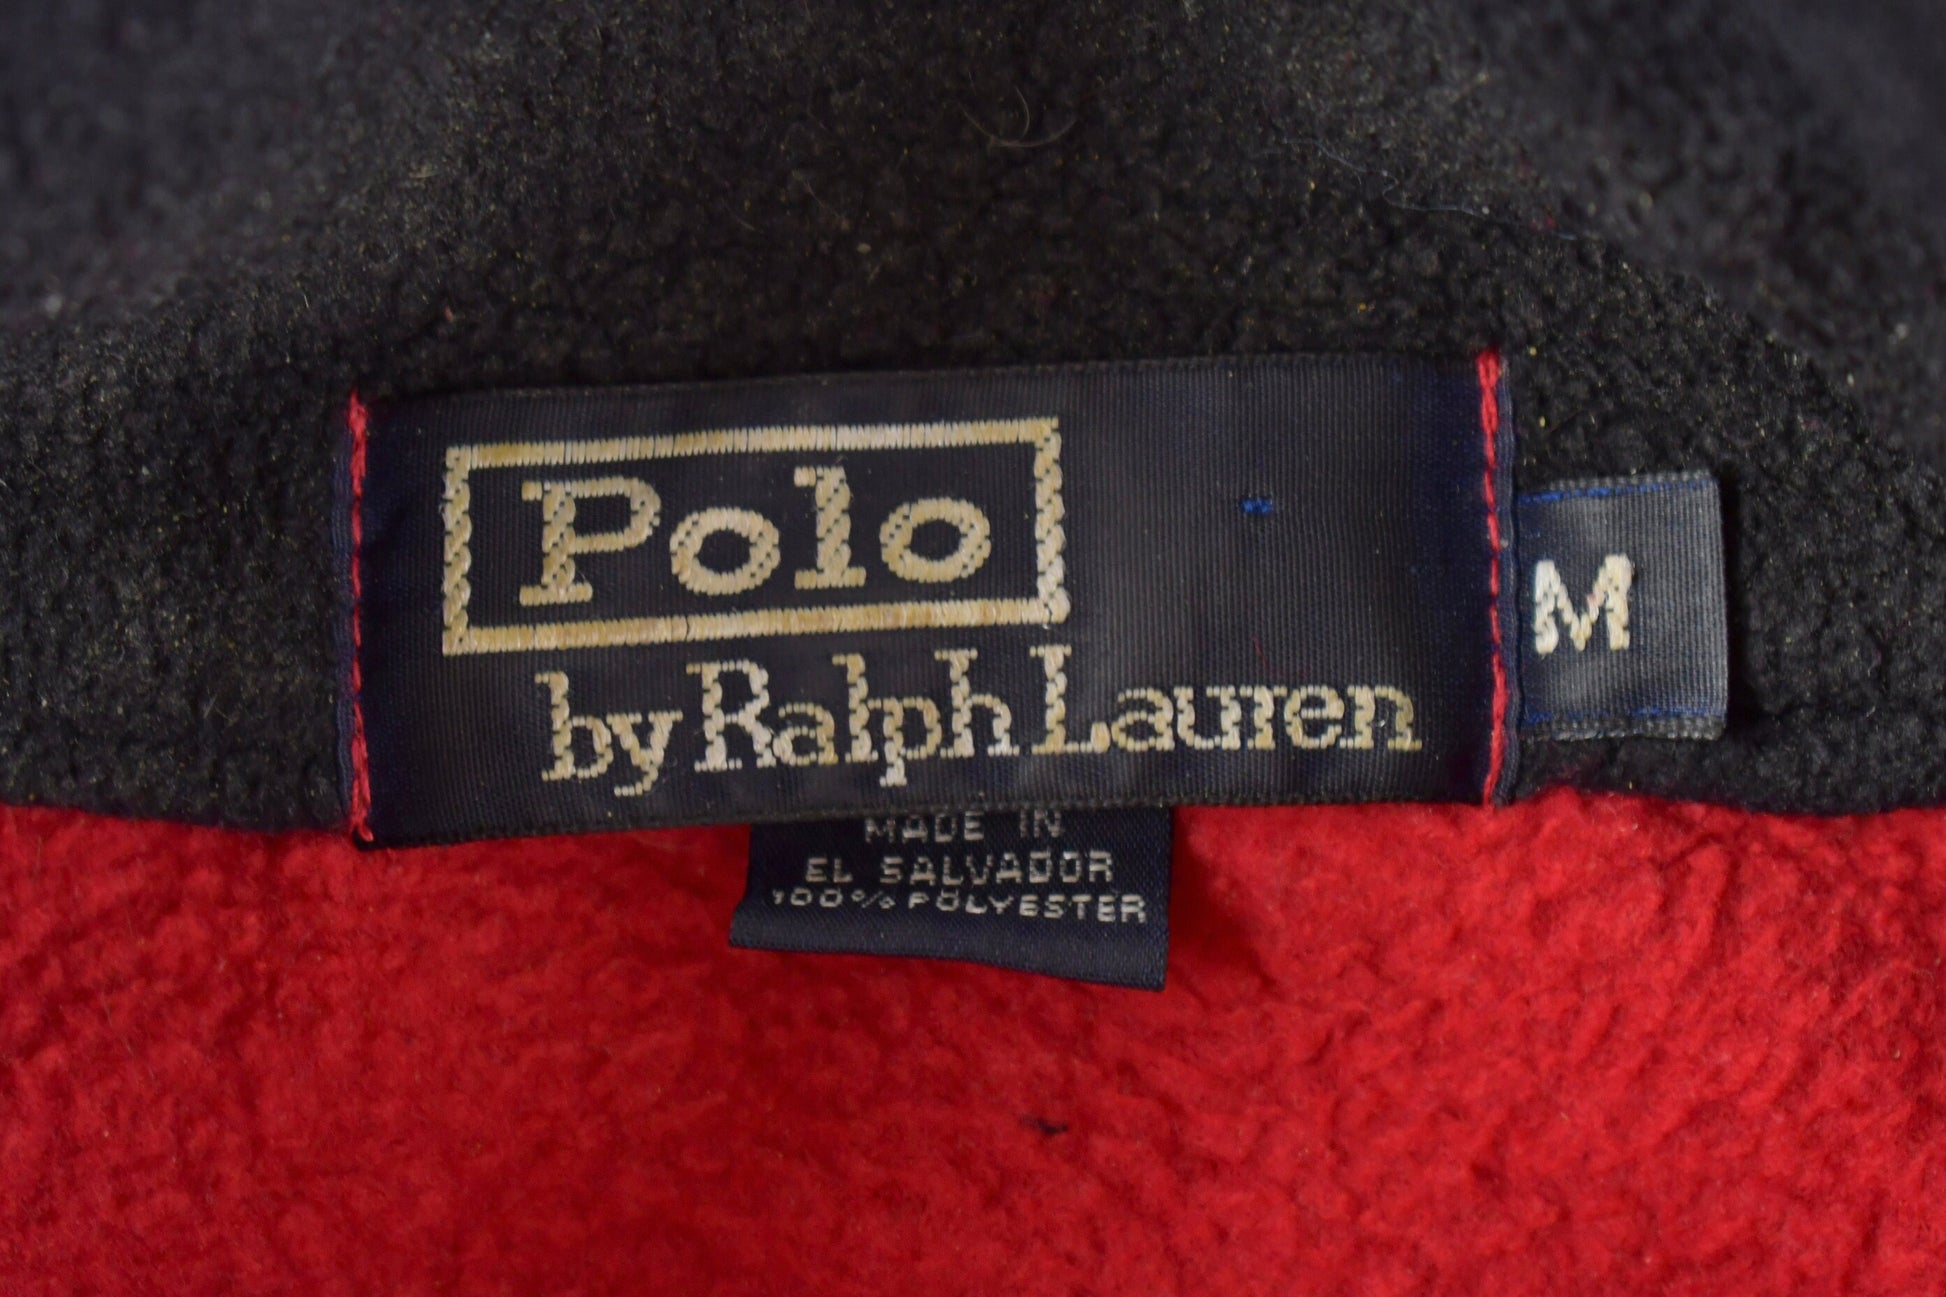 Polo
by Ralph Lauren
M
MADE IN
EL SALVADOR
100% POLYESTER